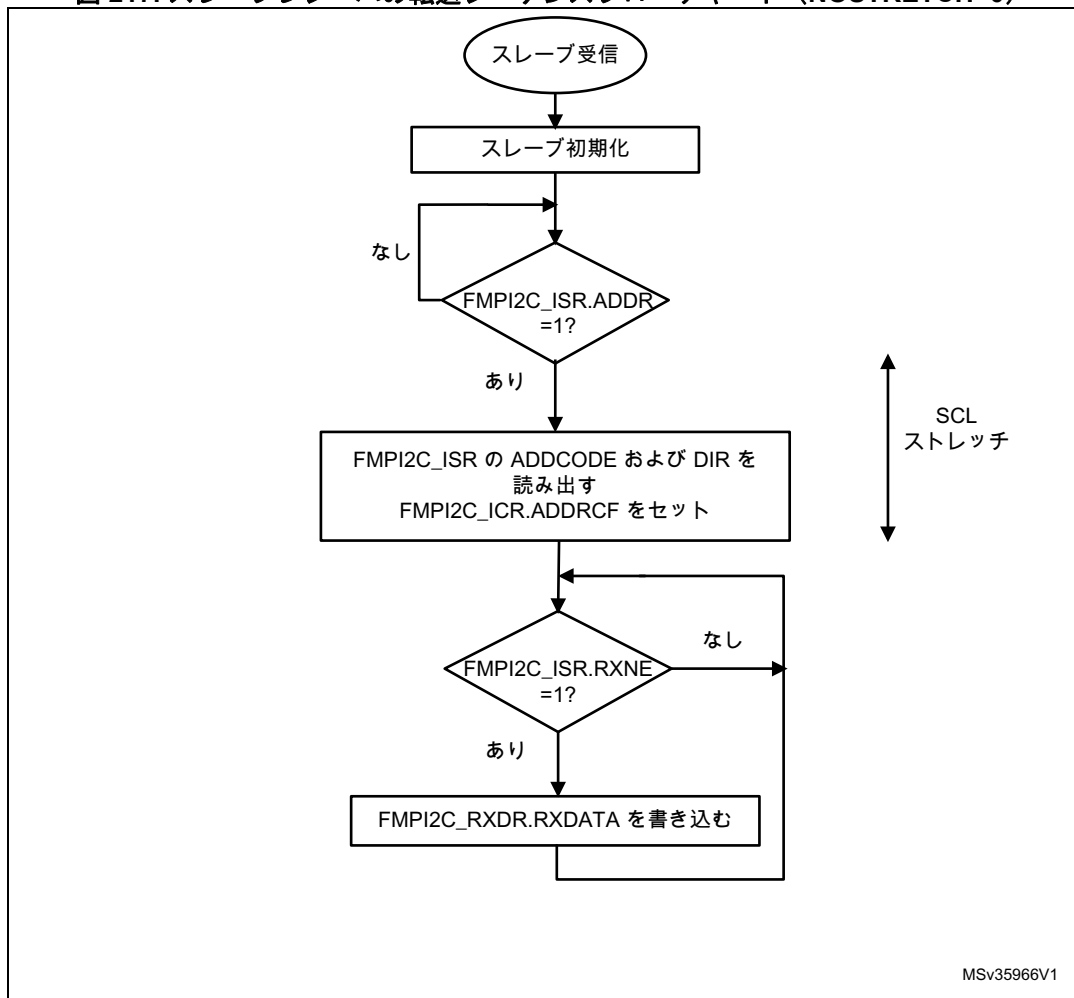 スレーブ受信
スレーブ初期化
なし
FMPI2C_ISR.ADDR
=1?
あり
SCL
ストレッチ
FMPI2C_ISR の ADDCODE および DIR を
読み出す
FMPI2C_ICR.ADDRCF をセット
なし
FMPI2C_ISR.RXNE
=1?
あり
FMPI2C_RXDR.RXDATA を書き込む
MSv35966V1